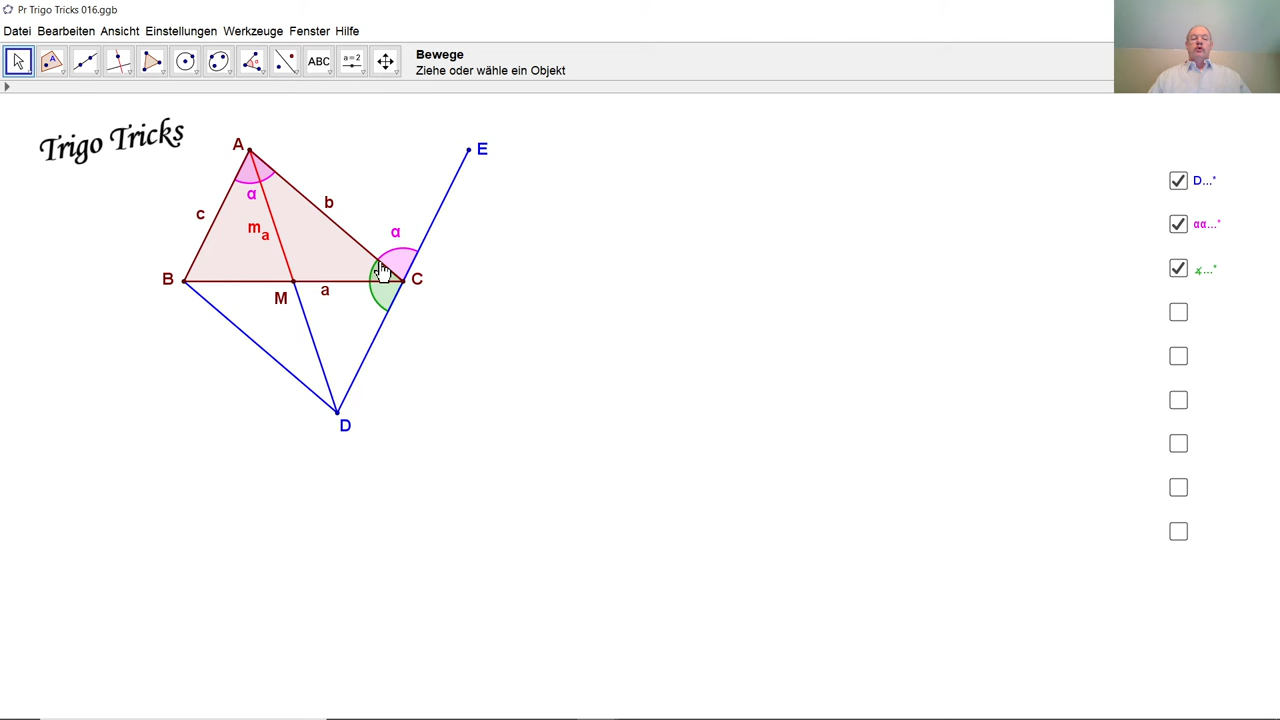 Pr Trigo Tricks 016.ggb
Datei Bearbeiten Ansicht Einstellungen Werkzeuge Fenster Hilfe
A
α
ABC
a=2
Bewege
Ziehe oder wähle ein Objekt
Trigo Tricks
A
E
D...*
α
b
c
αα...*
ma
α
∡...*
B
C
M
a
D